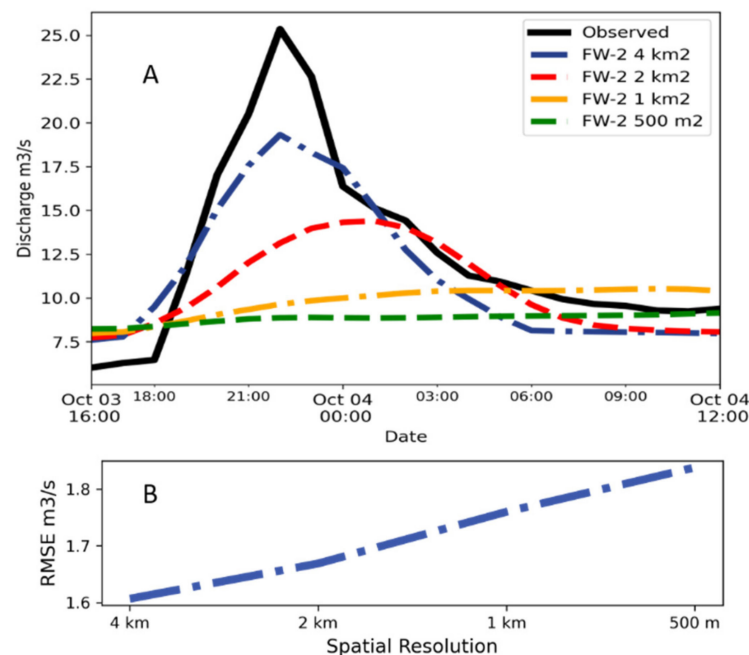 A
Observed
FW-2 4 km2
FW-2 2 km2
FW-2 1 km2
FW-2 500 m2
Discharge m3/s
25.0
22.5
20.0
17.5
15.0
12.5
10.0
7.5
Oct 03 18:00 21:00 Oct 04 03:00 06:00 09:00 Oct 04
16:00 00:00 12:00
Date
B
RMSE m3/s
1.8
1.7
1.6
4 km 2 km 1 km 500 m
Spatial Resolution